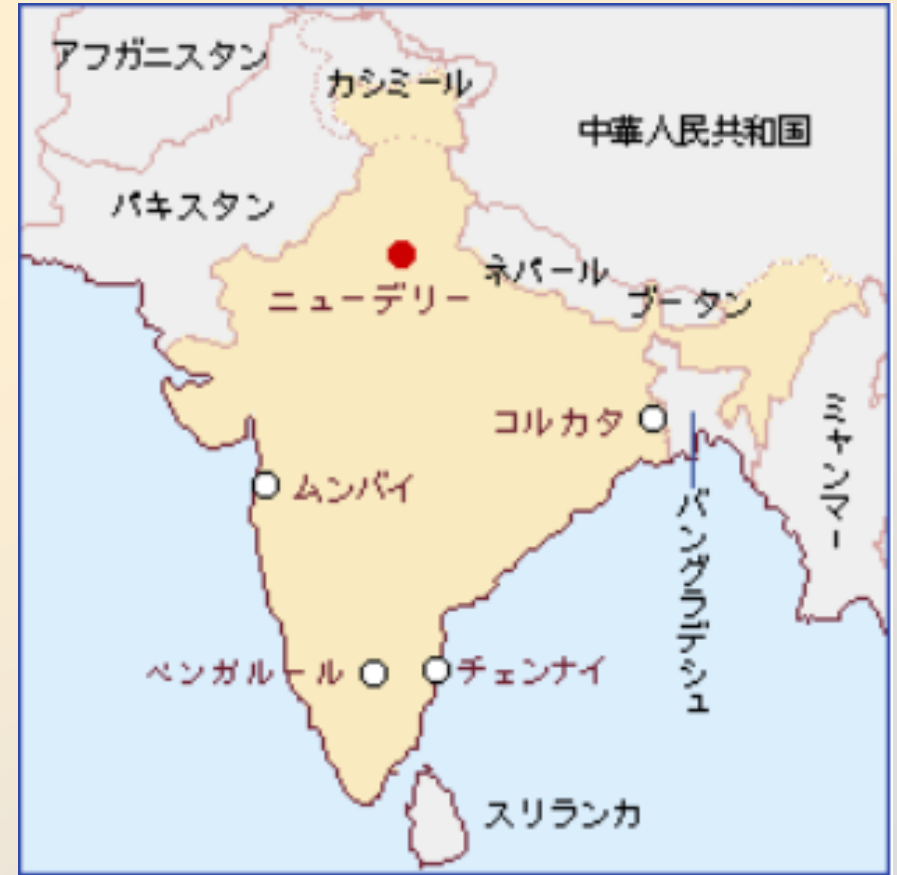 アフガニスタン
カシミール
中華人民共和国
パキスタン
ネパール
ニューデリー
ブータン
コルカタ
ミャンマー
ムンバイ
バングラデシュ
ベンガルール
チェンナイ
スリランカ